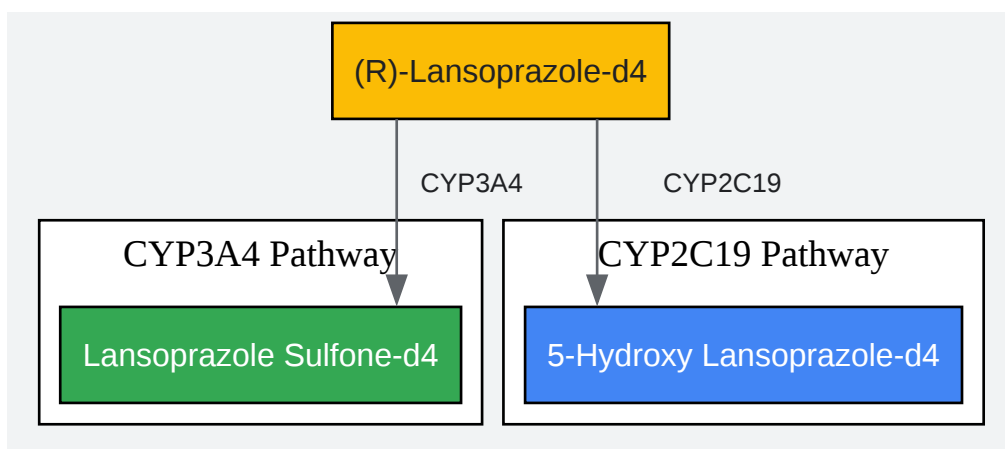 (R)-Lansoprazole-d4
CYP3A4
CYP2C19
CYP3A4 Pathway
CYP2C19 Pathway
Lansoprazole Sulfone-d4
5-Hydroxy Lansoprazole-d4